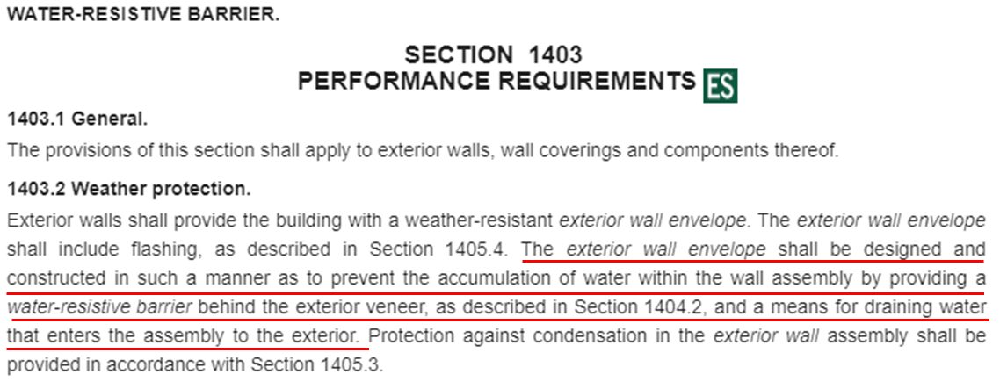 WATER-RESISTIVE BARRIER.
SECTION 1403
PERFORMANCE REQUIREMENTS ES
1403.1 General.
The provisions of this section shall apply to exterior walls, wall coverings and components thereof.
1403.2 Weather protection.
Exterior walls shall provide the building with a weather-resistant exterior wall envelope. The exterior wall envelope
shall include flashing, as described in Section 1405.4. The exterior wall envelope shall be designed and
constructed in such a manner as to prevent the accumulation of water within the wall assembly by providing a
water-resistive barrier behind the exterior veneer, as described in Section 1404.2, and a means for draining water
that enters the assembly to the exterior. Protection against condensation in the exterior wall assembly shall be
provided in accordance with Section 1405.3.